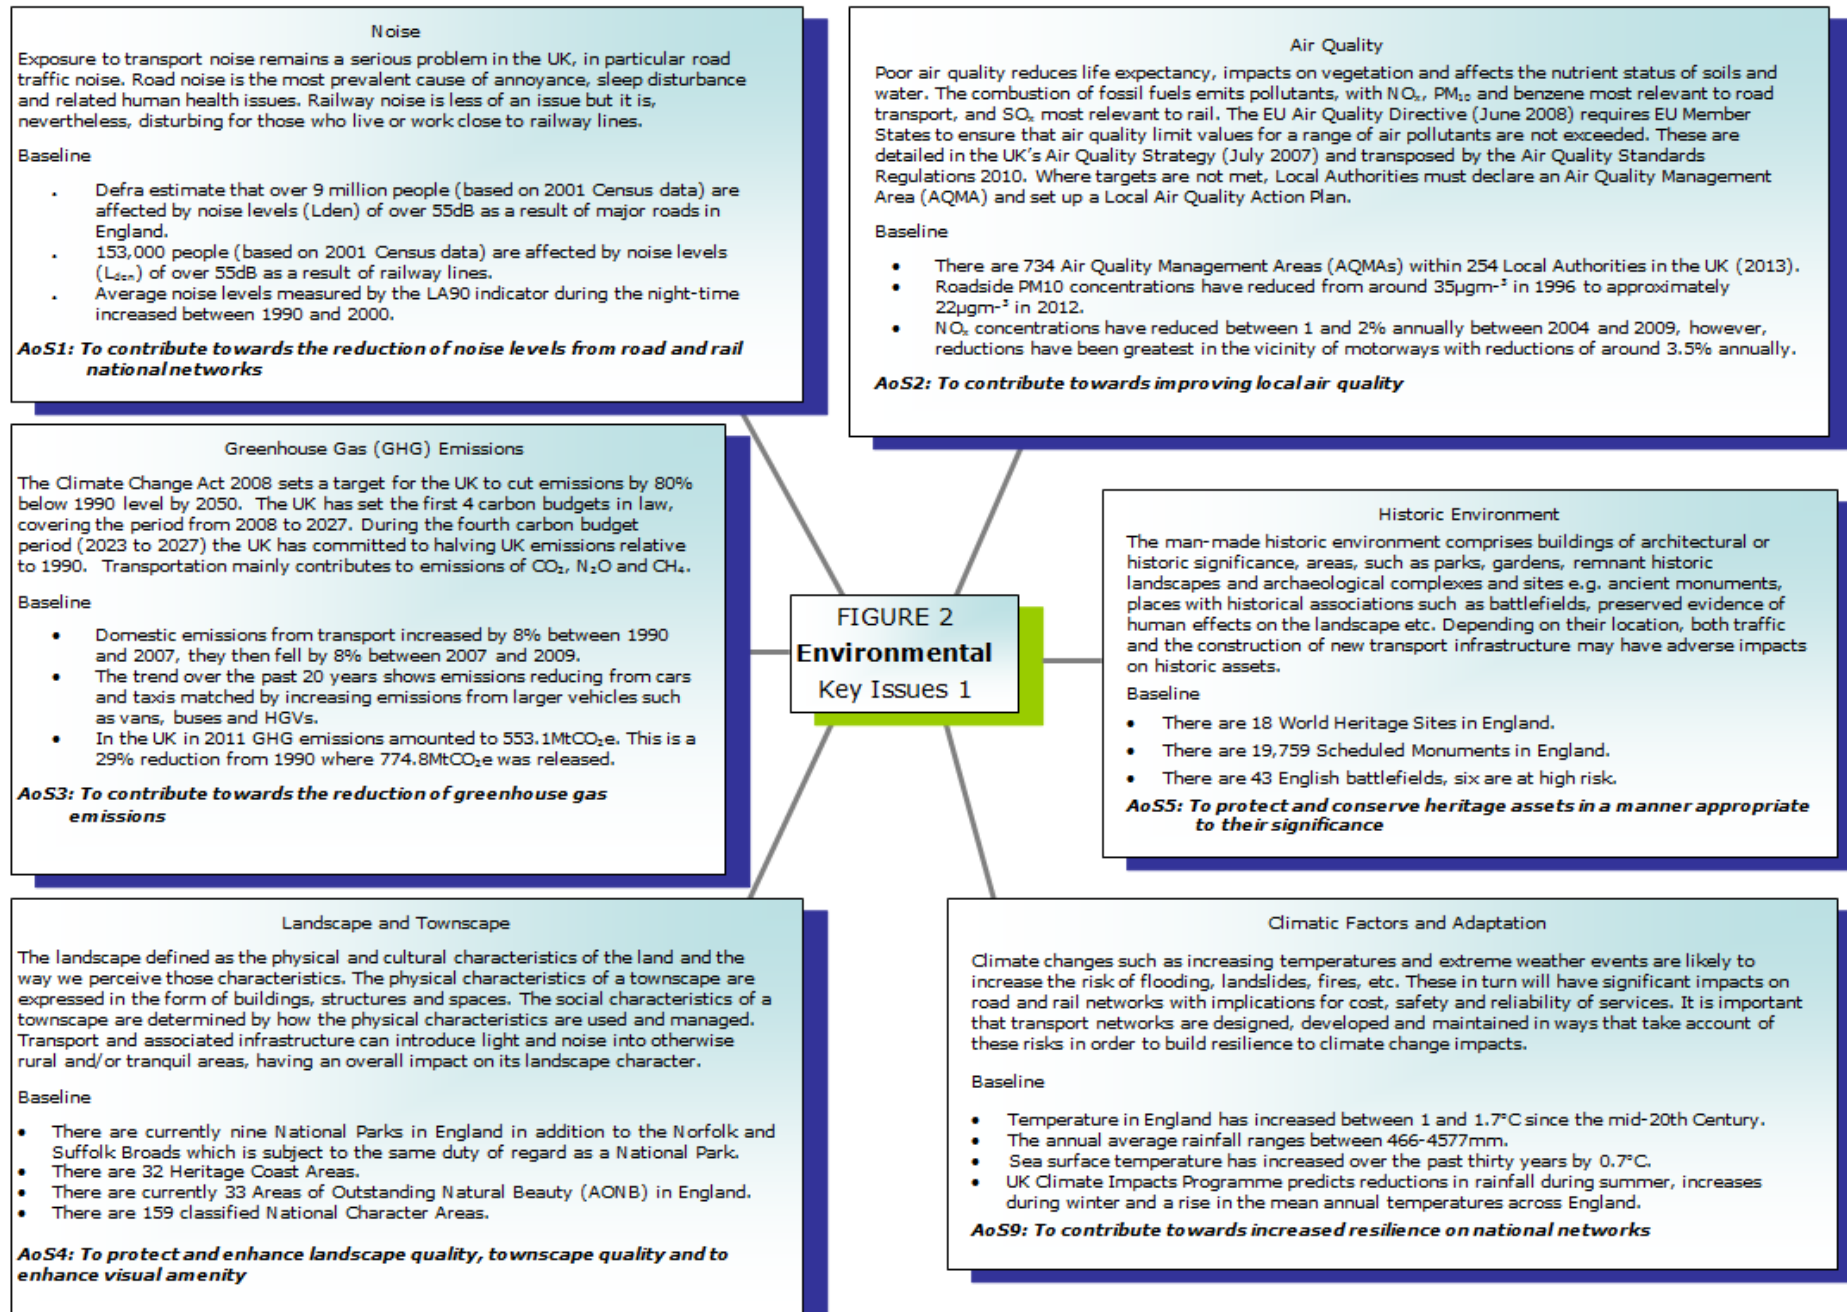 Noise
Exposure to transport noise remains a serious problem in the UK, in particular road
traffic noise. Road noise is the most prevalent cause of annoyance, sleep disturbance
and related human health issues. Railway noise is less of an issue but it is,
nevertheless, disturbing for those who live or work close to railway lines.
Baseline
. Defra estimate that over 9 million people (based on 2001 Census data) are
affected by noise levels (Lden) of over 55dB as a result of major roads in
England.
. 153,000 people (based on 2001 Census data) are affected by noise levels
(Lden) of over 55dB as a result of railway lines.
. Average noise levels measured by the LA90 indicator during the night-time
increased between 1990 and 2000.
AoS1: To contribute towards the reduction of noise levels from road and rail
national networks
Air Quality
Poor air quality reduces life expectancy, impacts on vegetation and affects the nutrient status of soils and
water. The combustion of fossil fuels emits pollutants, with NOₓ, PM₁₀ and benzene most relevant to road
transport, and SOₓ most relevant to rail. The EU Air Quality Directive (June 2008) requires EU Member
States to ensure that air quality limit values for a range of air pollutants are not exceeded. These are
detailed in the UK's Air Quality Strategy (July 2007) and transposed by the Air Quality Standards
Regulations 2010. Where targets are not met, Local Authorities must declare an Air Quality Management
Area (AQMA) and set up a Local Air Quality Action Plan.
Baseline
• There are 734 Air Quality Management Areas (AQMAs) within 254 Local Authorities in the UK (2013).
• Roadside PM10 concentrations have reduced from around 35µgm-³ in 1996 to approximately
22µgm-³ in 2012.
• NOₓ concentrations have reduced between 1 and 2% annually between 2004 and 2009, however,
reductions have been greatest in the vicinity of motorways with reductions of around 3.5% annually.
AoS2: To contribute towards improving local air quality
Greenhouse Gas (GHG) Emissions
The Climate Change Act 2008 sets a target for the UK to cut emissions by 80%
below 1990 level by 2050. The UK has set the first 4 carbon budgets in law,
covering the period from 2008 to 2027. During the fourth carbon budget
period (2023 to 2027) the UK has committed to halving UK emissions relative
to 1990. Transportation mainly contributes to emissions of CO₂, N₂O and CH₄.
Baseline
• Domestic emissions from transport increased by 8% between 1990
and 2007, they then fell by 8% between 2007 and 2009.
• The trend over the past 20 years shows emissions reducing from cars
and taxis matched by increasing emissions from larger vehicles such
as vans, buses and HGVs.
• In the UK in 2011 GHG emissions amounted to 553.1MtCO₂e. This is a
29% reduction from 1990 where 774.8MtCO₂e was released.
AoS3: To contribute towards the reduction of greenhouse gas
emissions
FIGURE 2
Environmental
Key Issues 1
Historic Environment
The man-made historic environment comprises buildings of architectural or
historic significance, areas, such as parks, gardens, remnant historic
landscapes and archaeological complexes and sites e.g. ancient monuments,
places with historical associations such as battlefields, preserved evidence of
human effects on the landscape etc. Depending on their location, both traffic
and the construction of new transport infrastructure may have adverse impacts
on historic assets.
Baseline
• There are 18 World Heritage Sites in England.
• There are 19,759 Scheduled Monuments in England.
• There are 43 English battlefields, six are at high risk.
AoS5: To protect and conserve heritage assets in a manner appropriate
to their significance
Landscape and Townscape
The landscape defined as the physical and cultural characteristics of the land and the
way we perceive those characteristics. The physical characteristics of a townscape are
expressed in the form of buildings, structures and spaces. The social characteristics of a
townscape are determined by how the physical characteristics are used and managed.
Transport and associated infrastructure can introduce light and noise into otherwise
rural and/or tranquil areas, having an overall impact on its landscape character.
Baseline
• There are currently nine National Parks in England in addition to the Norfolk and
Suffolk Broads which is subject to the same duty of regard as a National Park.
• There are 32 Heritage Coast Areas.
• There are currently 33 Areas of Outstanding Natural Beauty (AONB) in England.
• There are 159 classified National Character Areas.
AoS4: To protect and enhance landscape quality, townscape quality and to
enhance visual amenity
Climatic Factors and Adaptation
Climate changes such as increasing temperatures and extreme weather events are likely to
increase the risk of flooding, landslides, fires, etc. These in turn will have significant impacts on
road and rail networks with implications for cost, safety and reliability of services. It is important
that transport networks are designed, developed and maintained in ways that take account of
these risks in order to build resilience to climate change impacts.
Baseline
• Temperature in England has increased between 1 and 1.7°C since the mid-20th Century.
• The annual average rainfall ranges between 466-4577mm.
• Sea surface temperature has increased over the past thirty years by 0.7°C.
• UK Climate Impacts Programme predicts reductions in rainfall during summer, increases
during winter and a rise in the mean annual temperatures across England.
AoS9: To contribute towards increased resilience on national networks